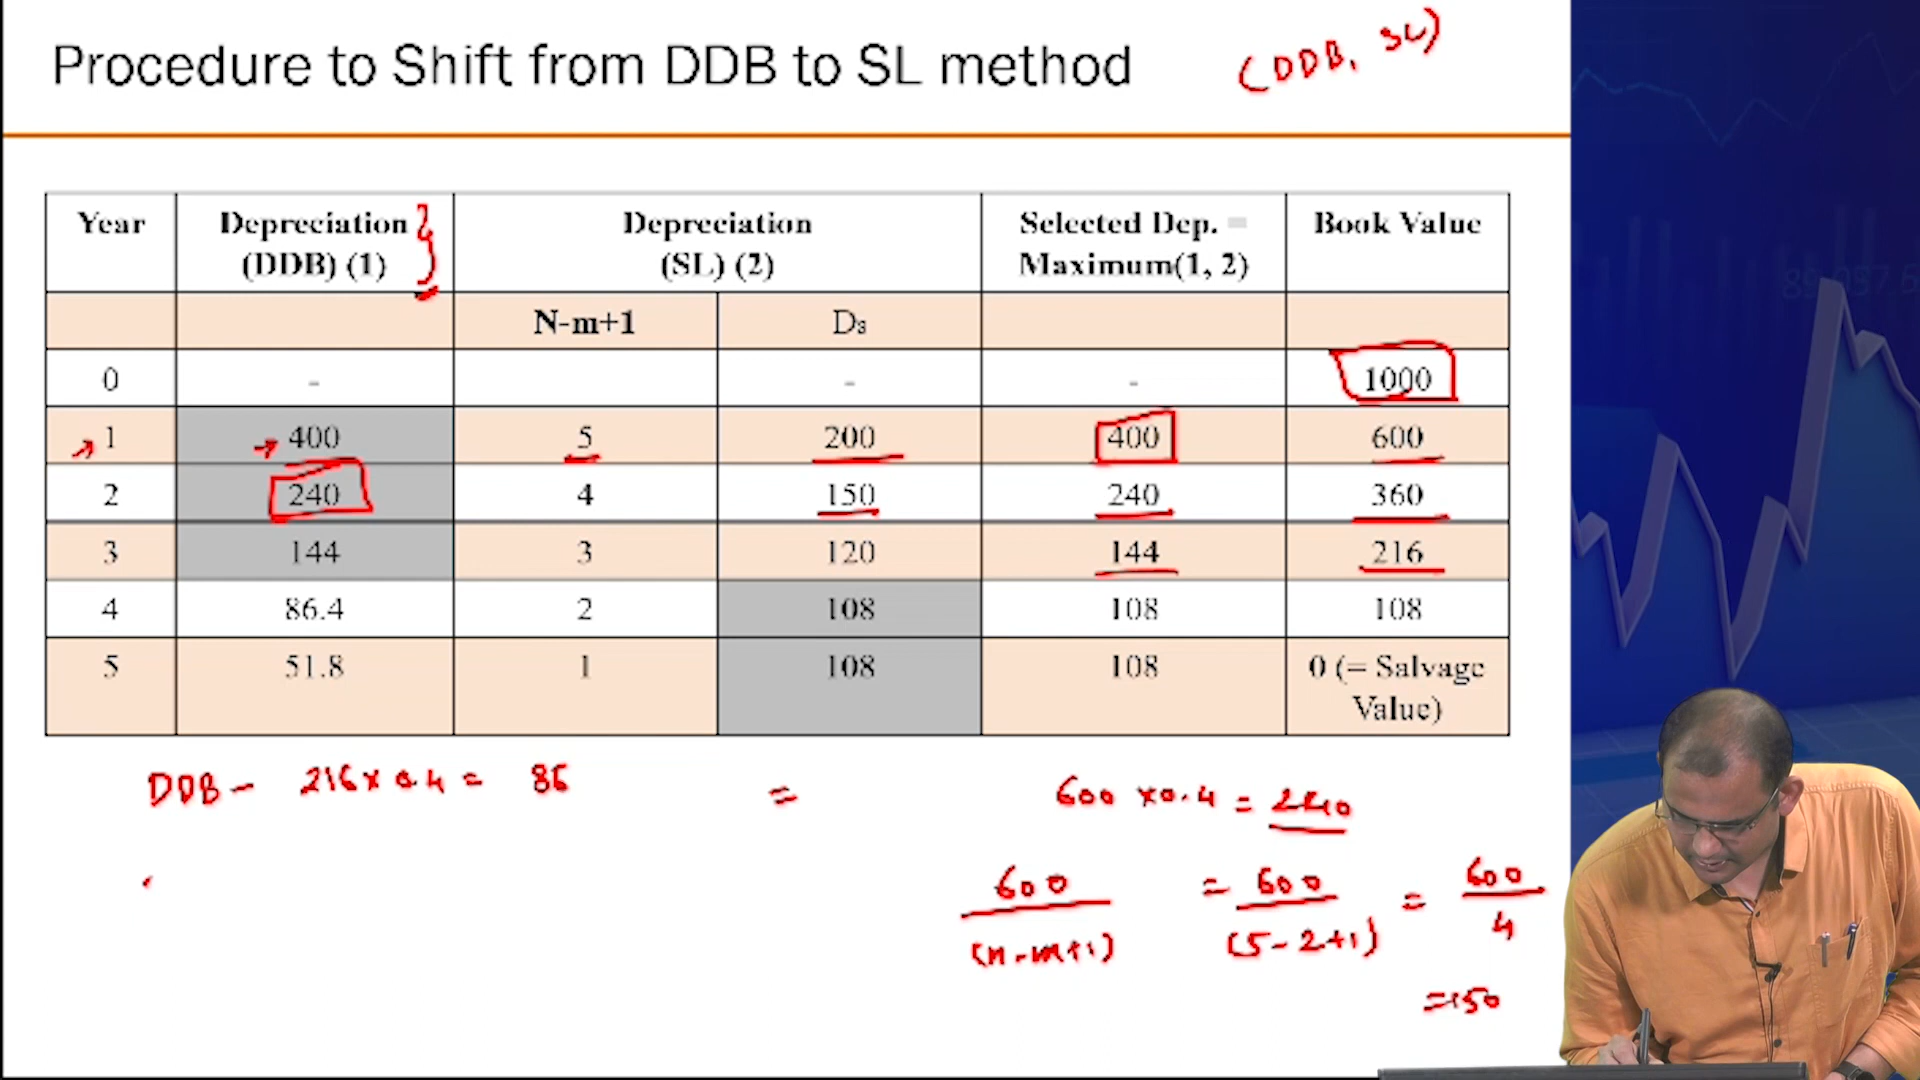 Procedure to Shift from DDB to SL method
(DDB, SL)
Year Depreciation (DDB) (1) Depreciation (SL) (2) Selected Dep. = Maximum(1, 2) Book Value
N-m+1 Ds
0 - - - 1000
1 400 5 200 400 600
2 240 4 150 240 360
3 144 3 120 144 216
4 86.4 2 108 108 108
5 51.8 1 108 108 0 (= Salvage Value)
DDB - 216 x 0.4 = 86 = 600 x 0.4 = 240
600 / (n-m+1) = 600 / (5-2+1) = 600 / 4
= 150